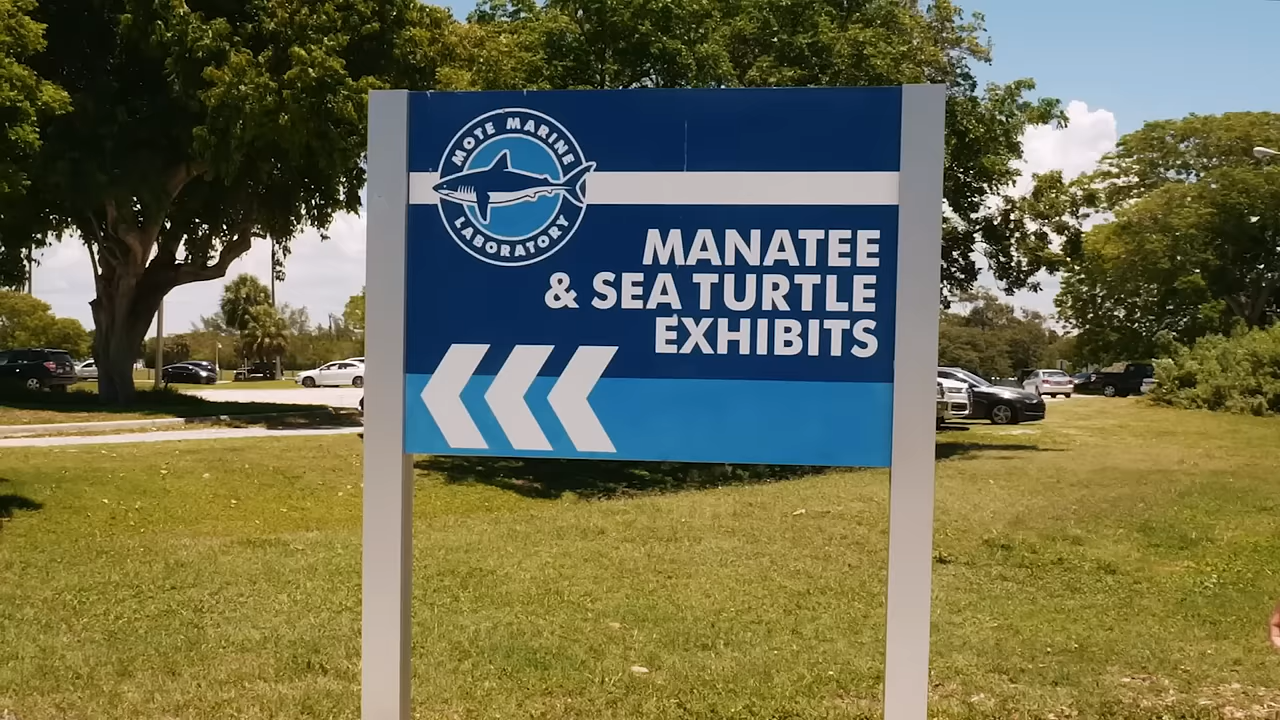 MOTE MARINE
LABORATORY
MANATEE
& SEA TURTLE
EXHIBITS